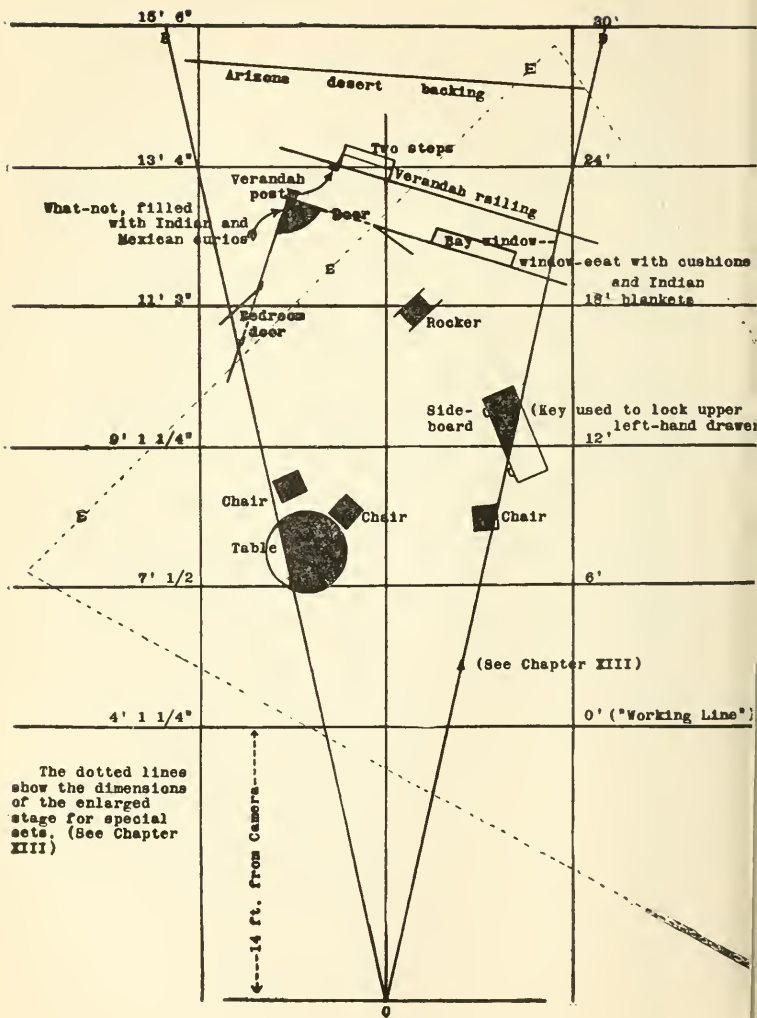 15' 6"
30'
B
B
E
Arizona desert backing
Two steps
13' 4"
24'
Verandah
post
Verandah railing
What-not, filled
with Indian and
Mexican curios
Door
Bay window--
window-seat with cushions
and Indian
blankets
E
11' 3"
18'
Bedroom
door
Rocker
Side-
board
(Key used to lock upper
left-hand drawer
9' 1 1/4"
12'
Chair
Chair
Chair
E
Table
7' 1/2
6'
(See Chapter XIII)
4' 1 1/4"
0' ("Working Line")
The dotted lines
show the dimensions
of the enlarged
stage for special
sets. (See Chapter
XIII)
<---14 ft. from Camera------->